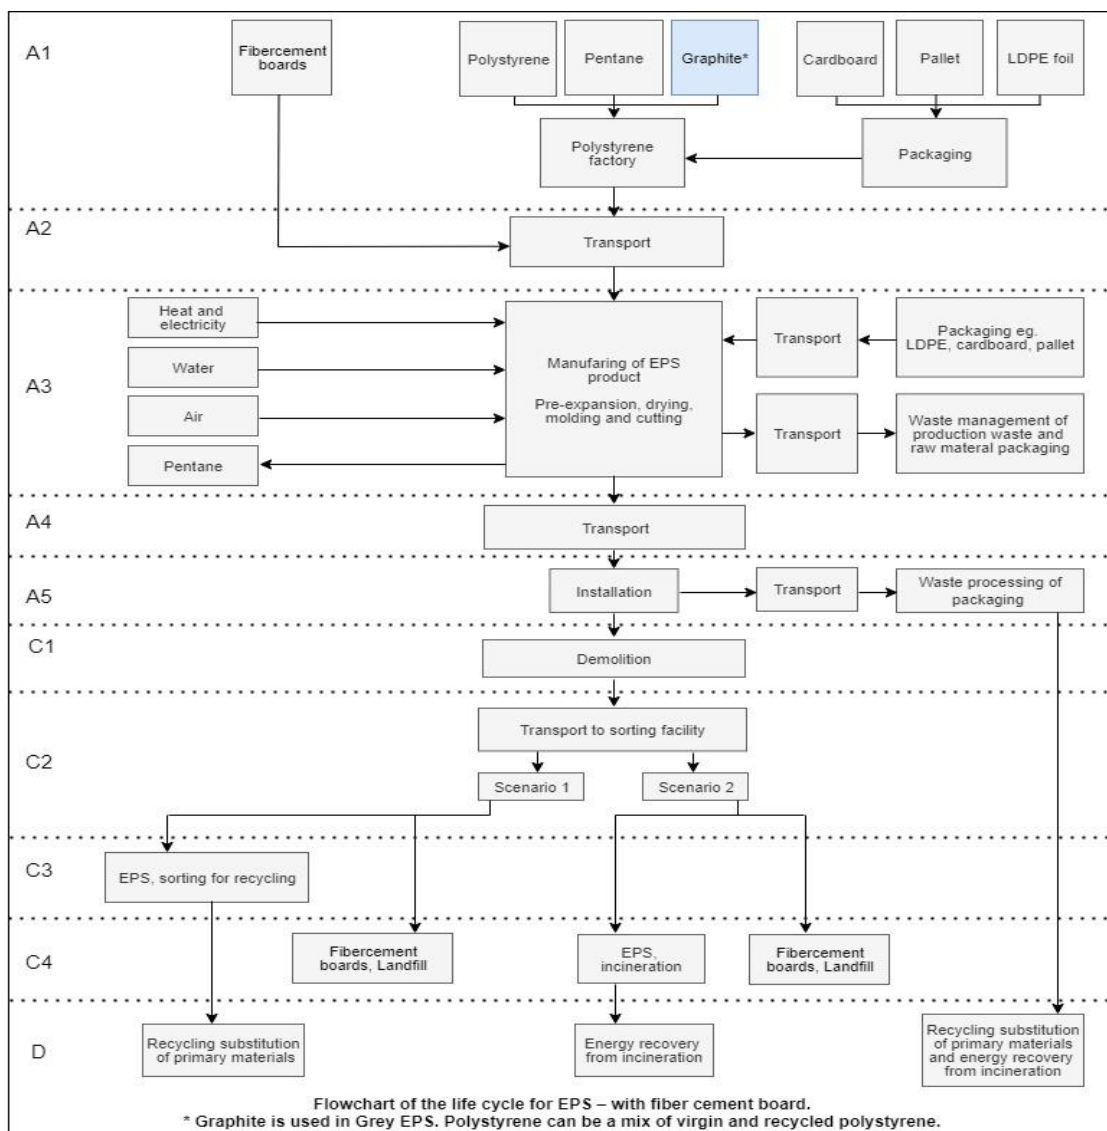 A1
Fibercement
boards
Polystyrene
Pentane
Graphite*
Cardboard
Pallet
LDPE foil
Polystyrene
factory
Packaging
A2
Transport
A3
Heat and
electricity
Water
Air
Pentane
Manufaring of EPS
product
Pre-expansion, drying,
molding and cutting
Transport
Packaging eg.
LDPE, cardboard, pallet
Transport
Waste management of
production waste and
raw materal packaging
A4
Transport
A5
Installation
Transport
Waste processing of
packaging
C1
Demolition
C2
Transport to sorting facility
Scenario 1
Scenario 2
C3
EPS, sorting for recycling
C4
Fibercement
boards, Landfill
EPS,
incineration
Fibercement
boards, Landfill
D
Recycling substitution
of primary materials
Energy recovery
from incineration
Recycling substitution
of primary materials
and energy recovery
from incineration
Flowchart of the life cycle for EPS – with fiber cement board.
* Graphite is used in Grey EPS. Polystyrene can be a mix of virgin and recycled polystyrene.